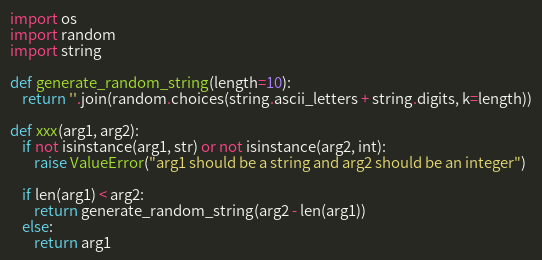 import os
import random
import string

def generate_random_string(length=10):
    return ''.join(random.choices(string.ascii_letters + string.digits, k=length))

def xxx(arg1, arg2):
    if not isinstance(arg1, str) or not isinstance(arg2, int):
        raise ValueError("arg1 should be a string and arg2 should be an integer")

    if len(arg1) < arg2:
        return generate_random_string(arg2 - len(arg1))
    else:
        return arg1